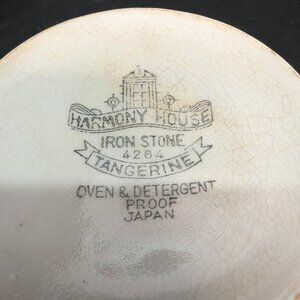 HARMONY HOUSE
IRON STONE
4264
TANGERINE
OVEN & DETERGENT
PROOF
JAPAN